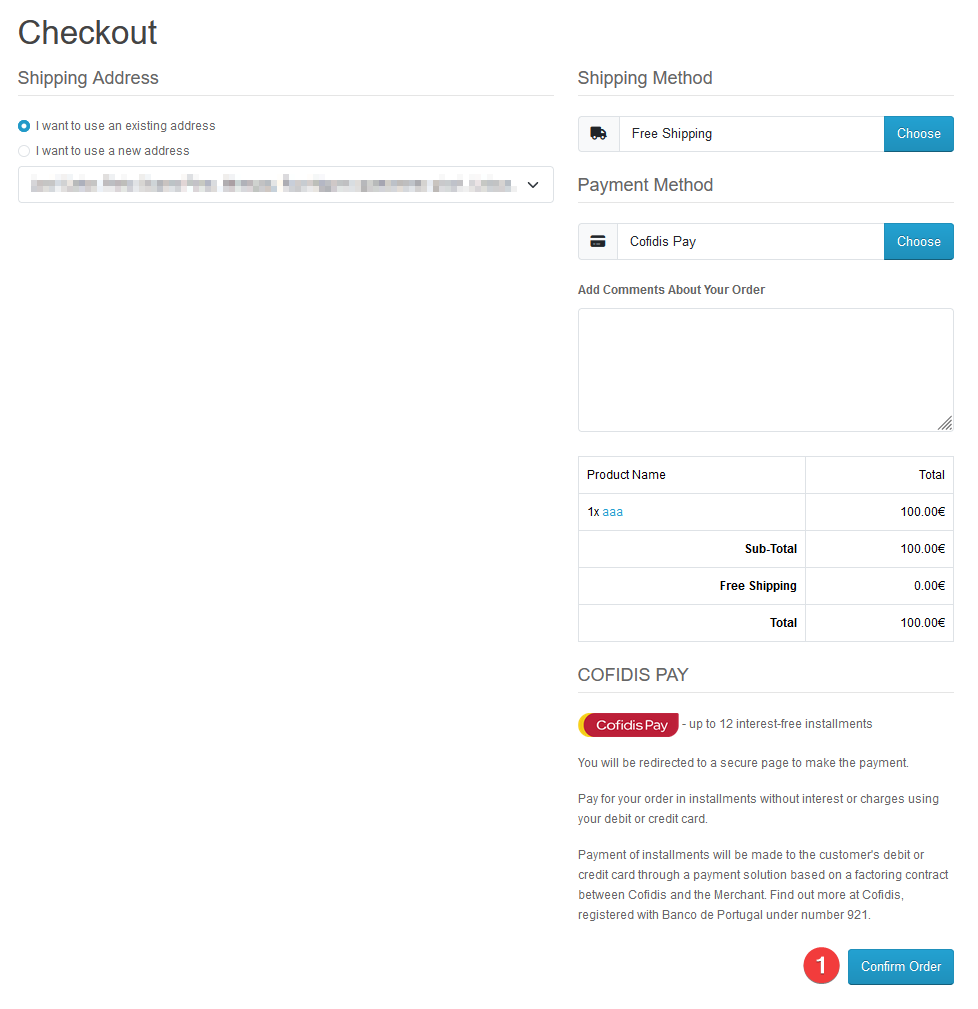 Checkout
Shipping Address
I want to use an existing address
I want to use a new address
Shipping Method
Free Shipping
Choose
Payment Method
Cofidis Pay
Choose
Add Comments About Your Order
Product Name Total
1x aaa 100.00€
Sub-Total 100.00€
Free Shipping 0.00€
Total 100.00€
COFIDIS PAY
Cofidis Pay - up to 12 interest-free installments
You will be redirected to a secure page to make the payment.
Pay for your order in installments without interest or charges using
your debit or credit card.
Payment of installments will be made to the customer's debit or
credit card through a payment solution based on a factoring contract
between Cofidis and the Merchant. Find out more at Cofidis,
registered with Banco de Portugal under number 921.
1 Confirm Order